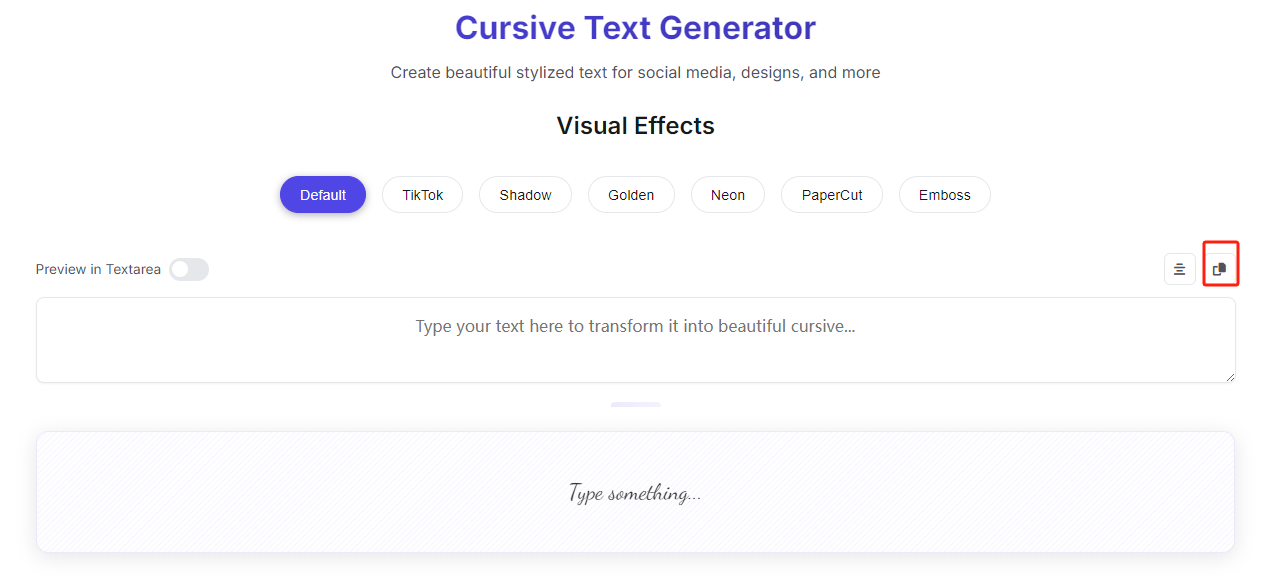 Cursive Text Generator
Create beautiful stylized text for social media, designs, and more
Visual Effects
Default TikTok Shadow Golden Neon PaperCut Emboss
Preview in Textarea
Type your text here to transform it into beautiful cursive...
Type something...